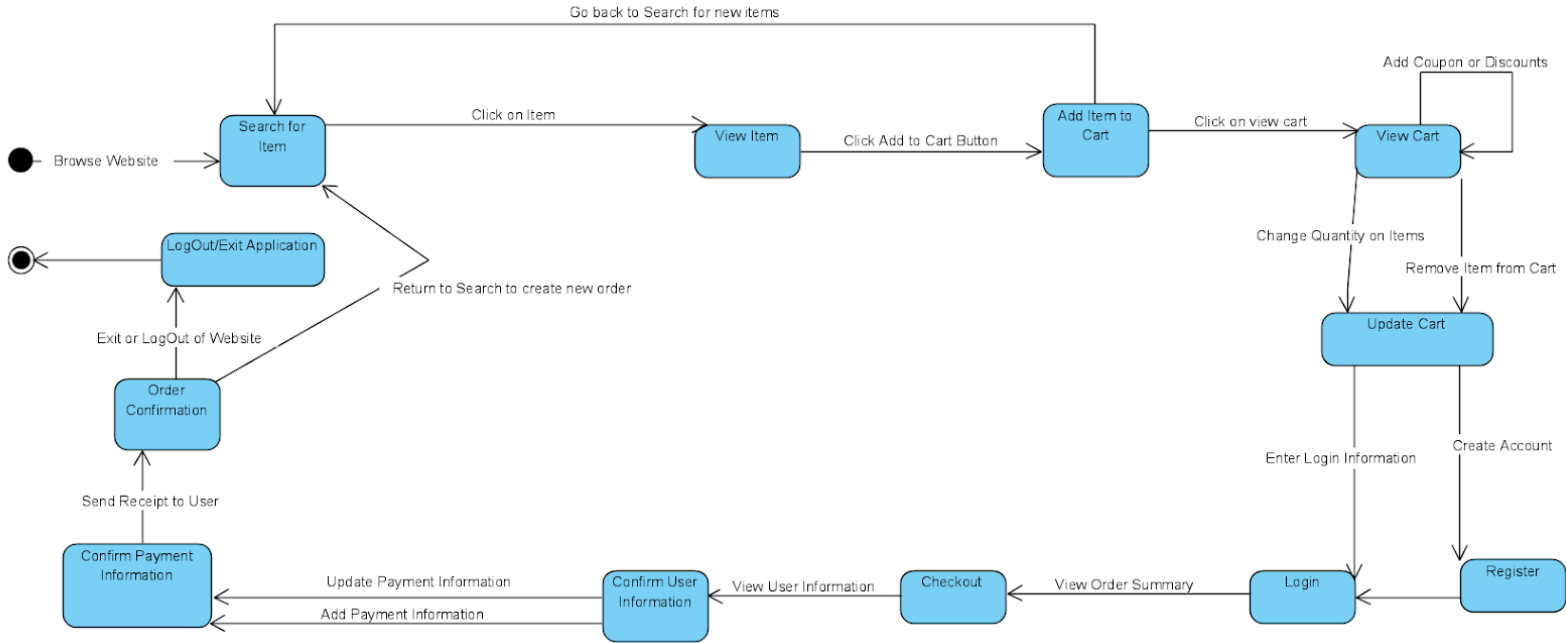 Go back to Search for new items
Add Coupon or Discounts
Search for
Item
Click on Item
View Item
Click Add to Cart Button
Add Item to
Cart
Click on view cart
View Cart
Browse Website
LogOut/Exit Application
Change Quantity on Items
Remove Item from Cart
Return to Search to create new order
Exit or LogOut of Website
Update Cart
Order
Confirmation
Enter Login Information
Create Account
Send Receipt to User
Confirm Payment
Information
Update Payment Information
Add Payment Information
Confirm User
Information
View User Information
Checkout
View Order Summary
Login
Register